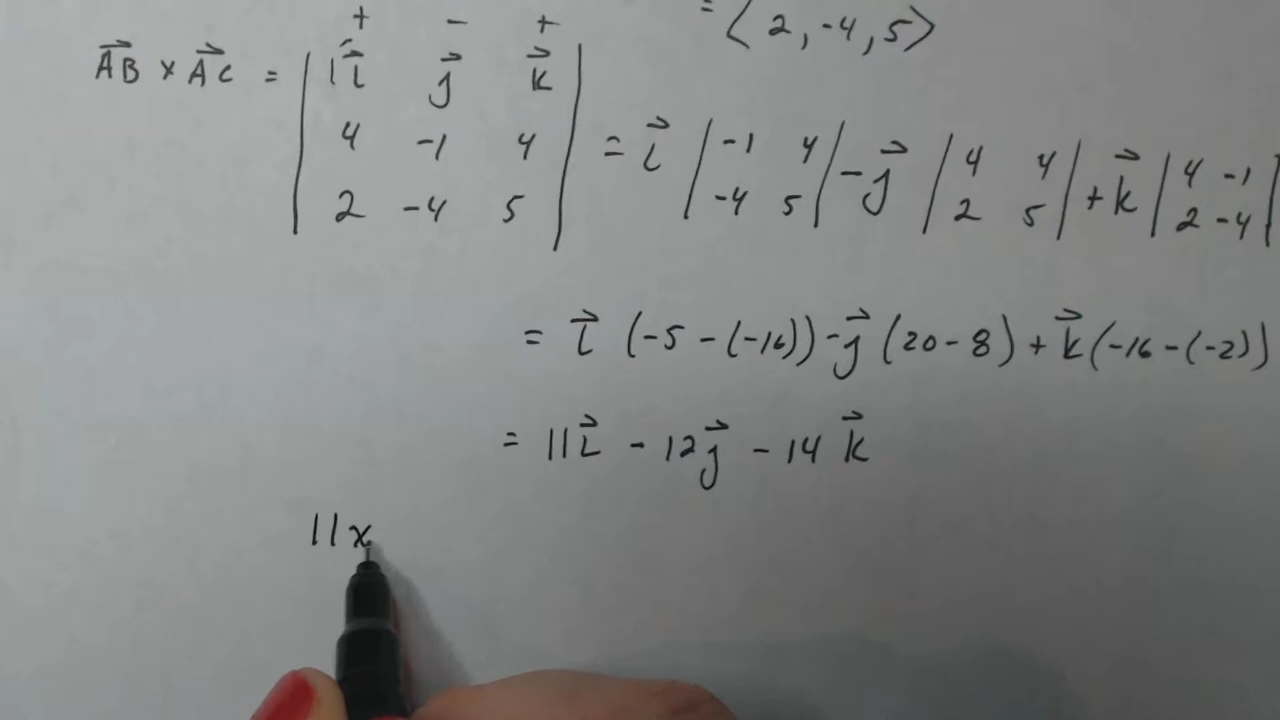 = ⟨2, -4, 5⟩
+ - +
AB⃗ × AC⃗ = | i⃗ j⃗ k⃗ |
| 4 -1 4 | = i⃗ | -1 4 | - j⃗ | 4 4 | + k⃗ | 4 -1 |
| 2 -4 5 | | -4 5 | | 2 5 | | 2 -4 |
= i⃗ (-5 - (-16)) - j⃗ (20 - 8) + k⃗ (-16 - (-2))
= 11i⃗ - 12j⃗ - 14k⃗
11x